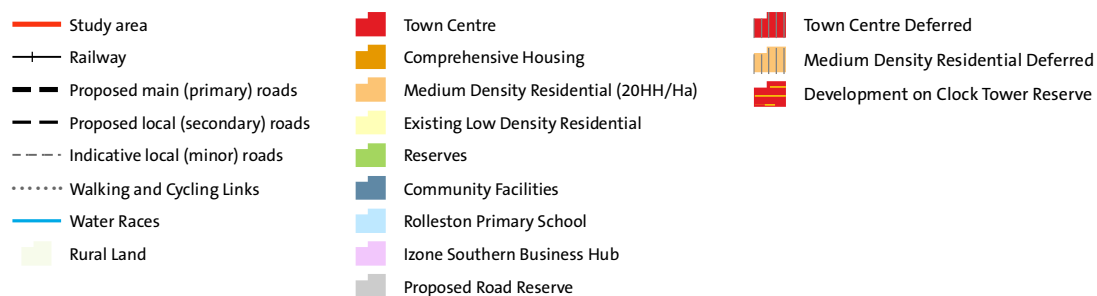 Study area
Railway
Proposed main (primary) roads
Proposed local (secondary) roads
Indicative local (minor) roads
Walking and Cycling Links
Water Races
Rural Land
Town Centre
Comprehensive Housing
Medium Density Residential (20HH/Ha)
Existing Low Density Residential
Reserves
Community Facilities
Rolleston Primary School
Izone Southern Business Hub
Proposed Road Reserve
Town Centre Deferred
Medium Density Residential Deferred
Development on Clock Tower Reserve